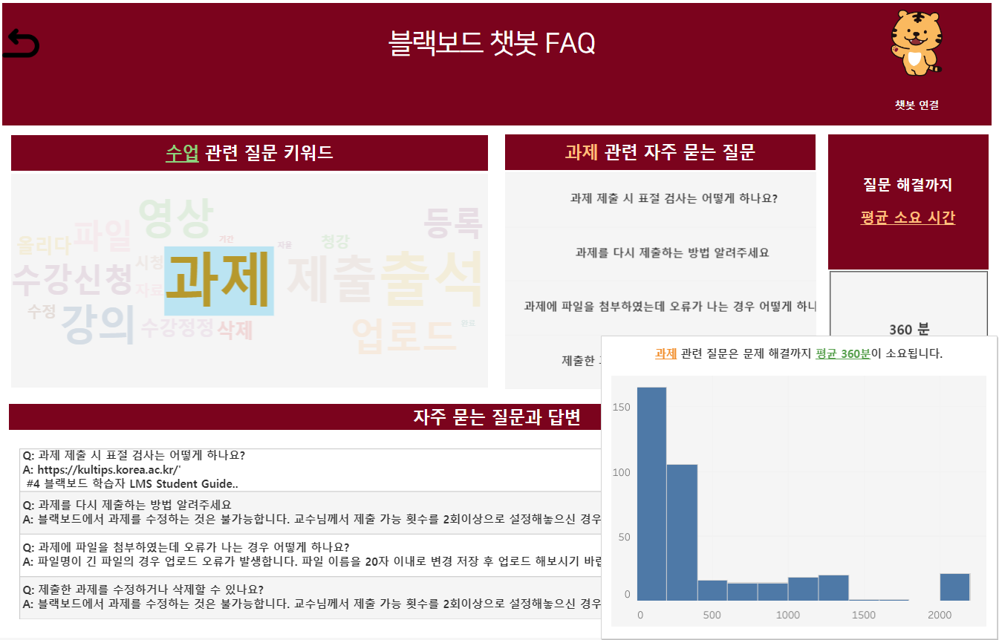 블랙보드 챗봇 FAQ
챗봇 연결
수업 관련 질문 키워드
영상
등록
파일
올리다
기간
자율
청강
시청
과제
제출
출석
수강신청
자료
수정
강의
수강정정
삭제
업로드
완료
과제 관련 자주 묻는 질문
과제 제출 시 표절 검사는 어떻게 하나요?
과제를 다시 제출하는 방법 알려주세요
과제에 파일을 첨부하였는데 오류가 나는 경우 어떻게 하나
제출한
질문 해결까지
평균 소요 시간
360 분
과제 관련 질문은 문제 해결까지 평균 360분이 소요됩니다.
150
100
50
0
0 500 1000 1500 2000
자주 묻는 질문과 답변
Q: 과제 제출 시 표절 검사는 어떻게 하나요?
A: https://kultips.korea.ac.kr/'
#4 블랙보드 학습자 LMS Student Guide..
Q: 과제를 다시 제출하는 방법 알려주세요
A: 블랙보드에서 과제를 수정하는 것은 불가능합니다. 교수님께서 제출 가능 횟수를 2회이상으로 설정해놓으신 경우
Q: 과제에 파일을 첨부하였는데 오류가 나는 경우 어떻게 하나요?
A: 파일명이 긴 파일의 경우 업로드 오류가 발생합니다. 파일 이름을 20자 이내로 변경 저장 후 업로드 해보시기
Q: 제출한 과제를 수정하거나 삭제할 수 있나요?
A: 블랙보드에서 과제를 수정하는 것은 불가능합니다. 교수님께서 제출 가능 횟수를 2회이상으로 설정해놓으신 경우